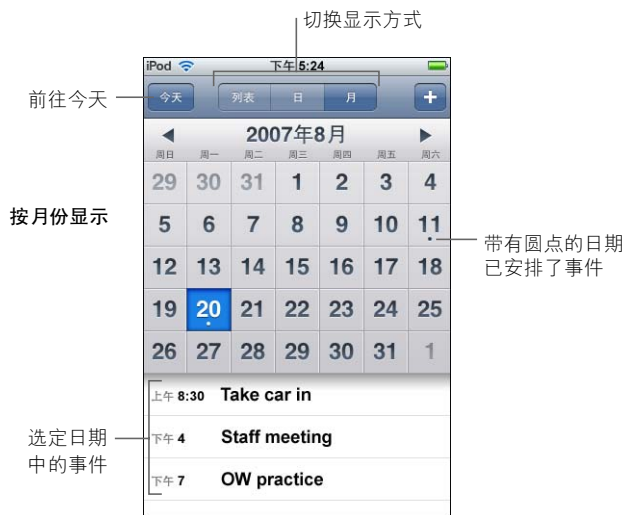 切换显示方式
iPod 下午 5:24
前往今天
今天 列表 日 月 +
2007年8月
周日 周一 周二 周三 周四 周五 周六
29 30 31 1 2 3 4
按月份显示
5 6 7 8 9 10 11
带有圆点的日期
已安排了事件
12 13 14 15 16 17 18
19 20 21 22 23 24 25
26 27 28 29 30 31 1
上午 8:30 Take car in
选定日期
中的事件
下午 4 Staff meeting
下午 7 OW practice